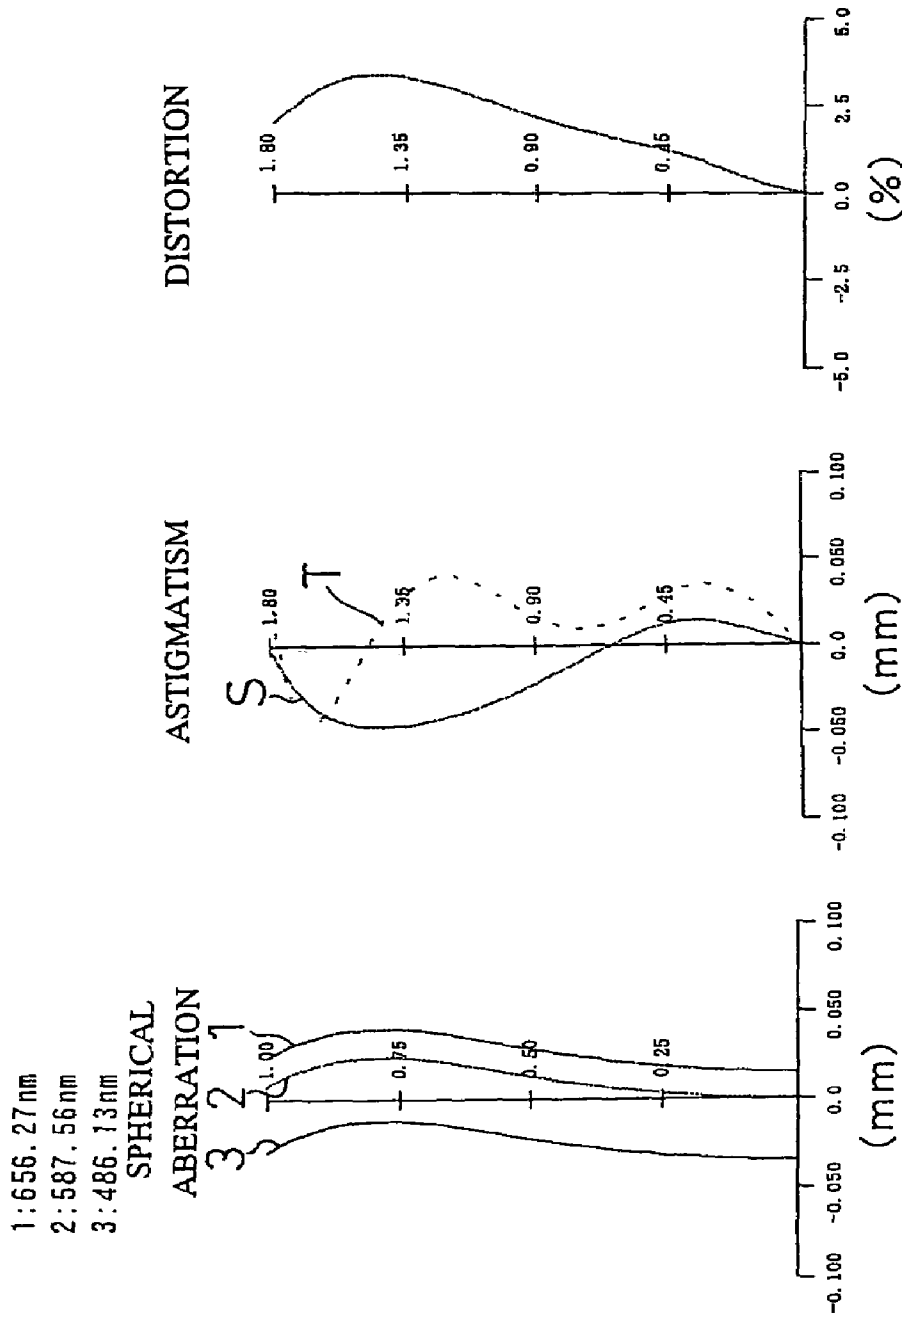 1:656.27nm
2:587.56nm
3:486.13nm
SPHERICAL
ABERRATION
3
2
1
1.00
0.75
0.50
0.25
-0.100
-0.050
0.0
0.050
0.100
(mm)
ASTIGMATISM
S
T
1.80
1.35
0.90
0.45
-0.100
-0.050
0.0
0.050
0.100
(mm)
DISTORTION
1.80
1.35
0.90
0.45
-5.0
-2.5
0.0
2.5
5.0
(%)